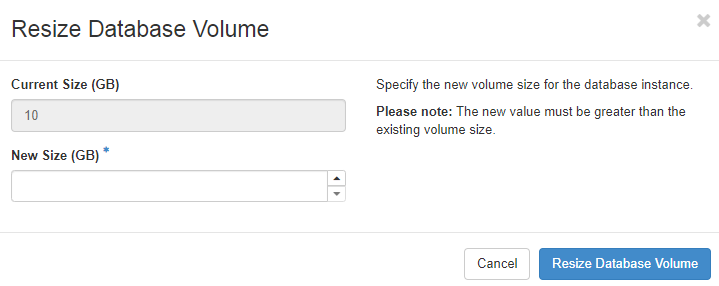 Resize Database Volume
×
Current Size (GB)
10
New Size (GB) *
Specify the new volume size for the database instance.
Please note: The new value must be greater than the
existing volume size.
Cancel
Resize Database Volume